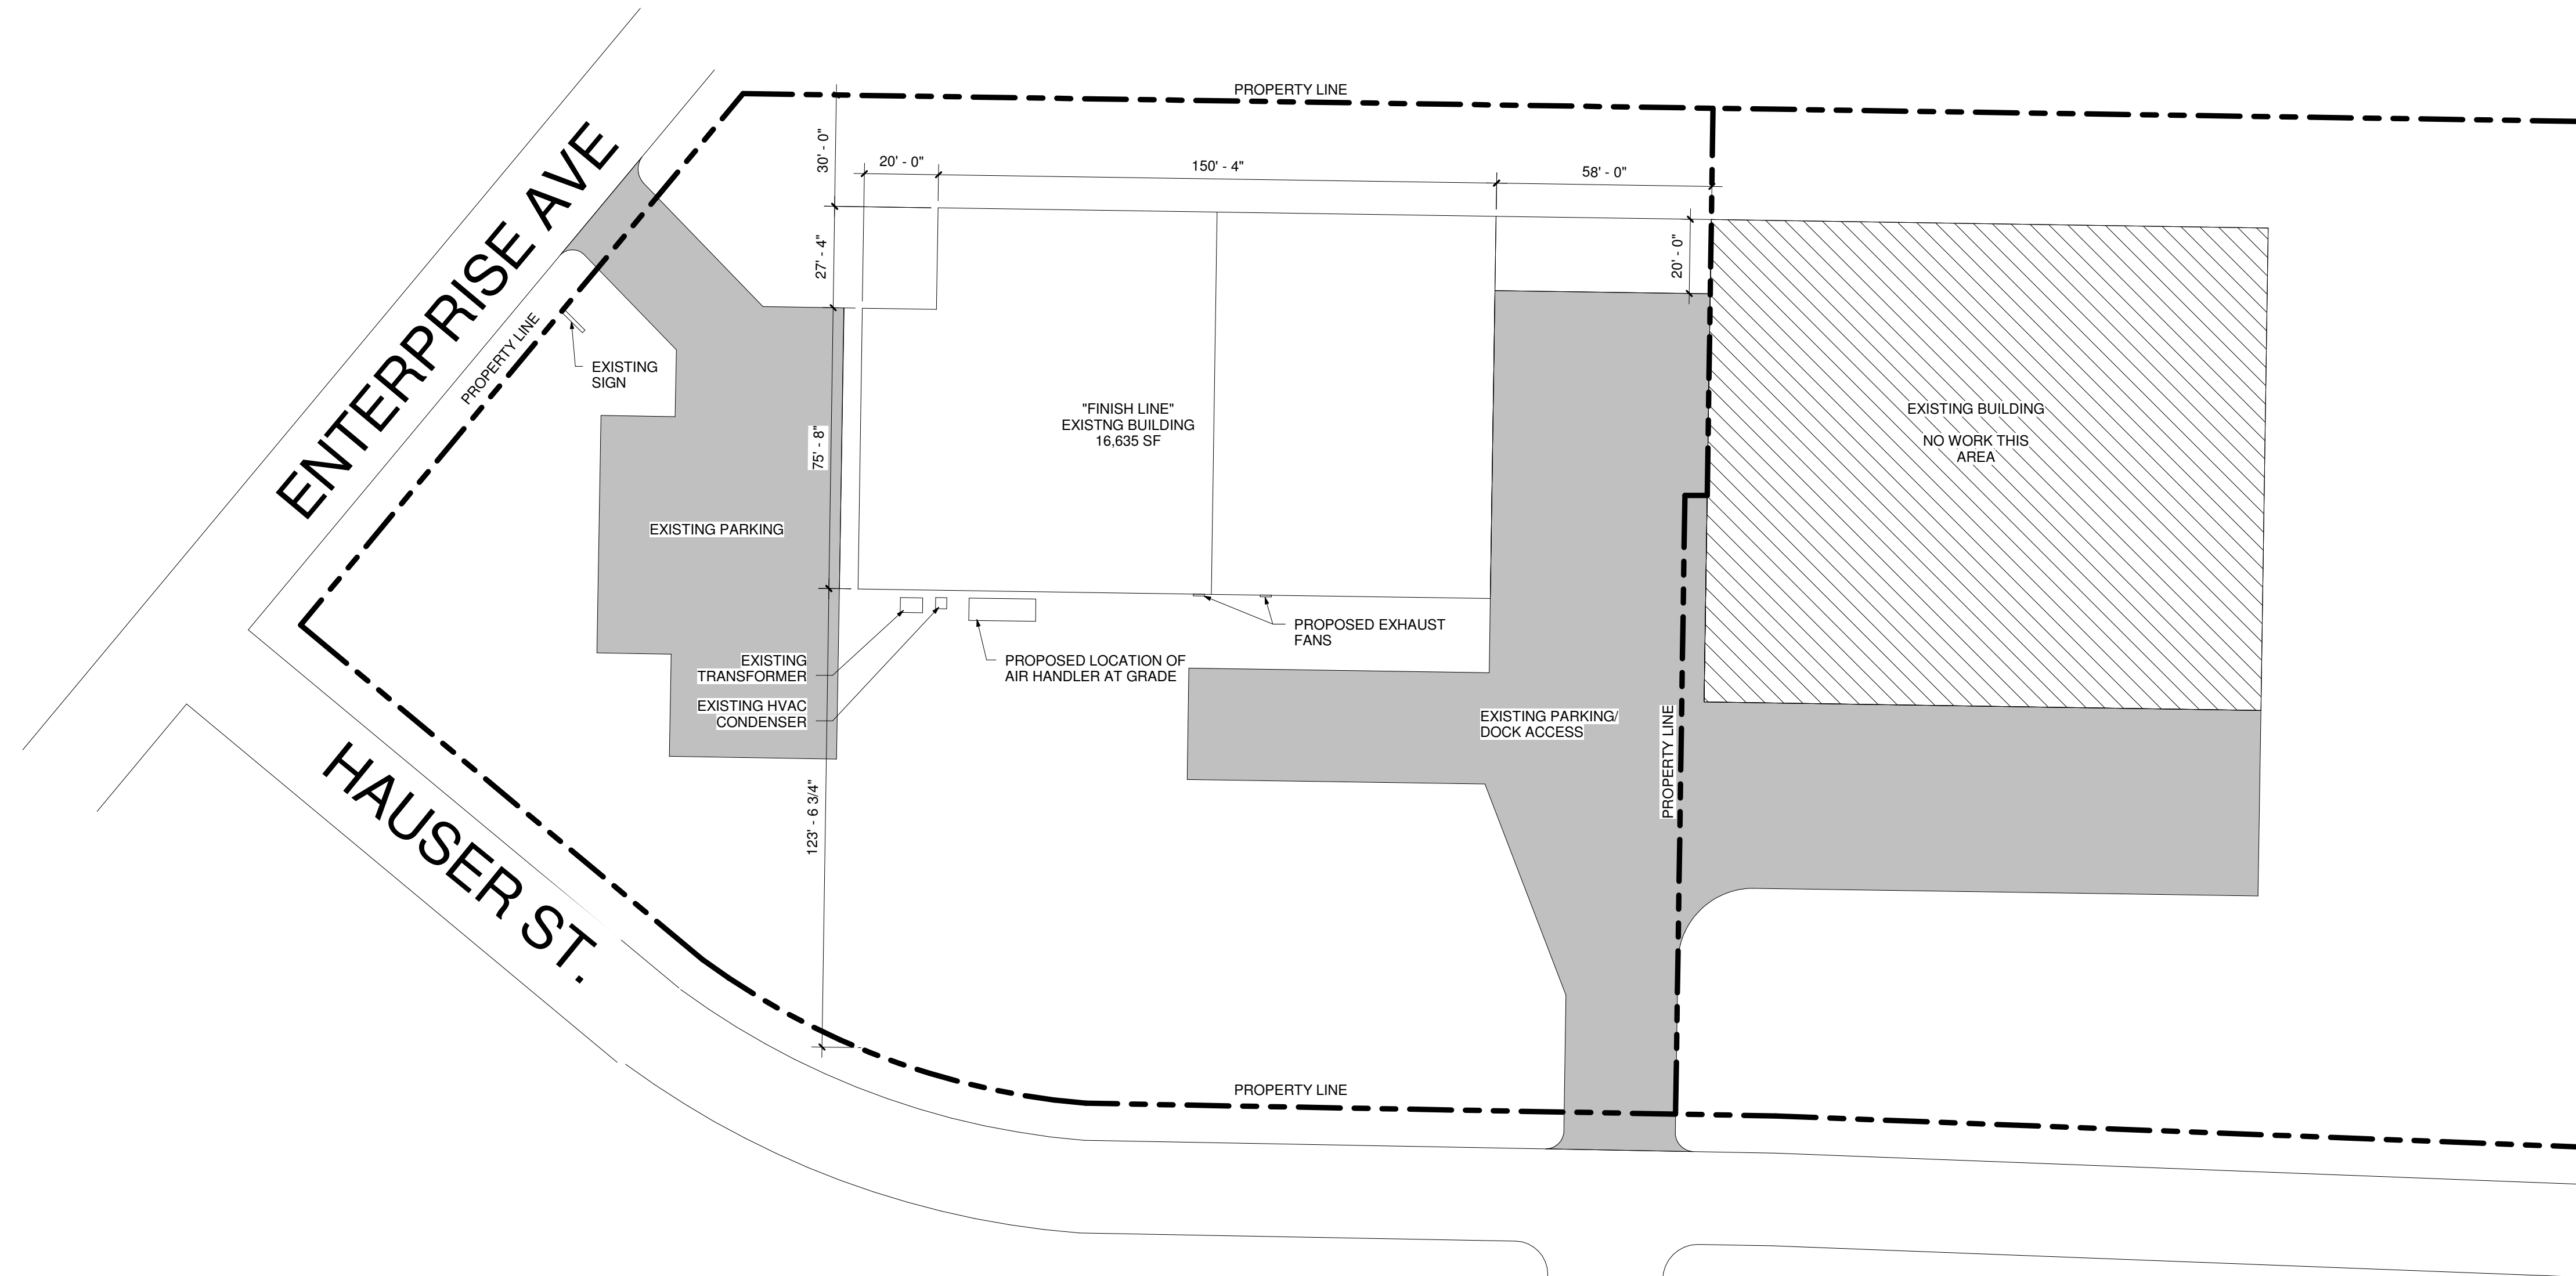 PROPERTY LINE
30' - 0"
20' - 0"
150' - 4"
58' - 0"
27' - 4"
20' - 0"
ENTERPRISE AVE
PROPERTY LINE
EXISTING
SIGN
"FINISH LINE"
EXISTNG BUILDING
16,635 SF
EXISTING BUILDING
NO WORK THIS
AREA
75' - 8"
EXISTING PARKING
PROPOSED EXHAUST
FANS
EXISTING
TRANSFORMER
PROPOSED LOCATION OF
AIR HANDLER AT GRADE
EXISTING HVAC
CONDENSER
EXISTING PARKING/
DOCK ACCESS
PROPERTY LINE
123' - 6 3/4"
HAUSER ST.
PROPERTY LINE